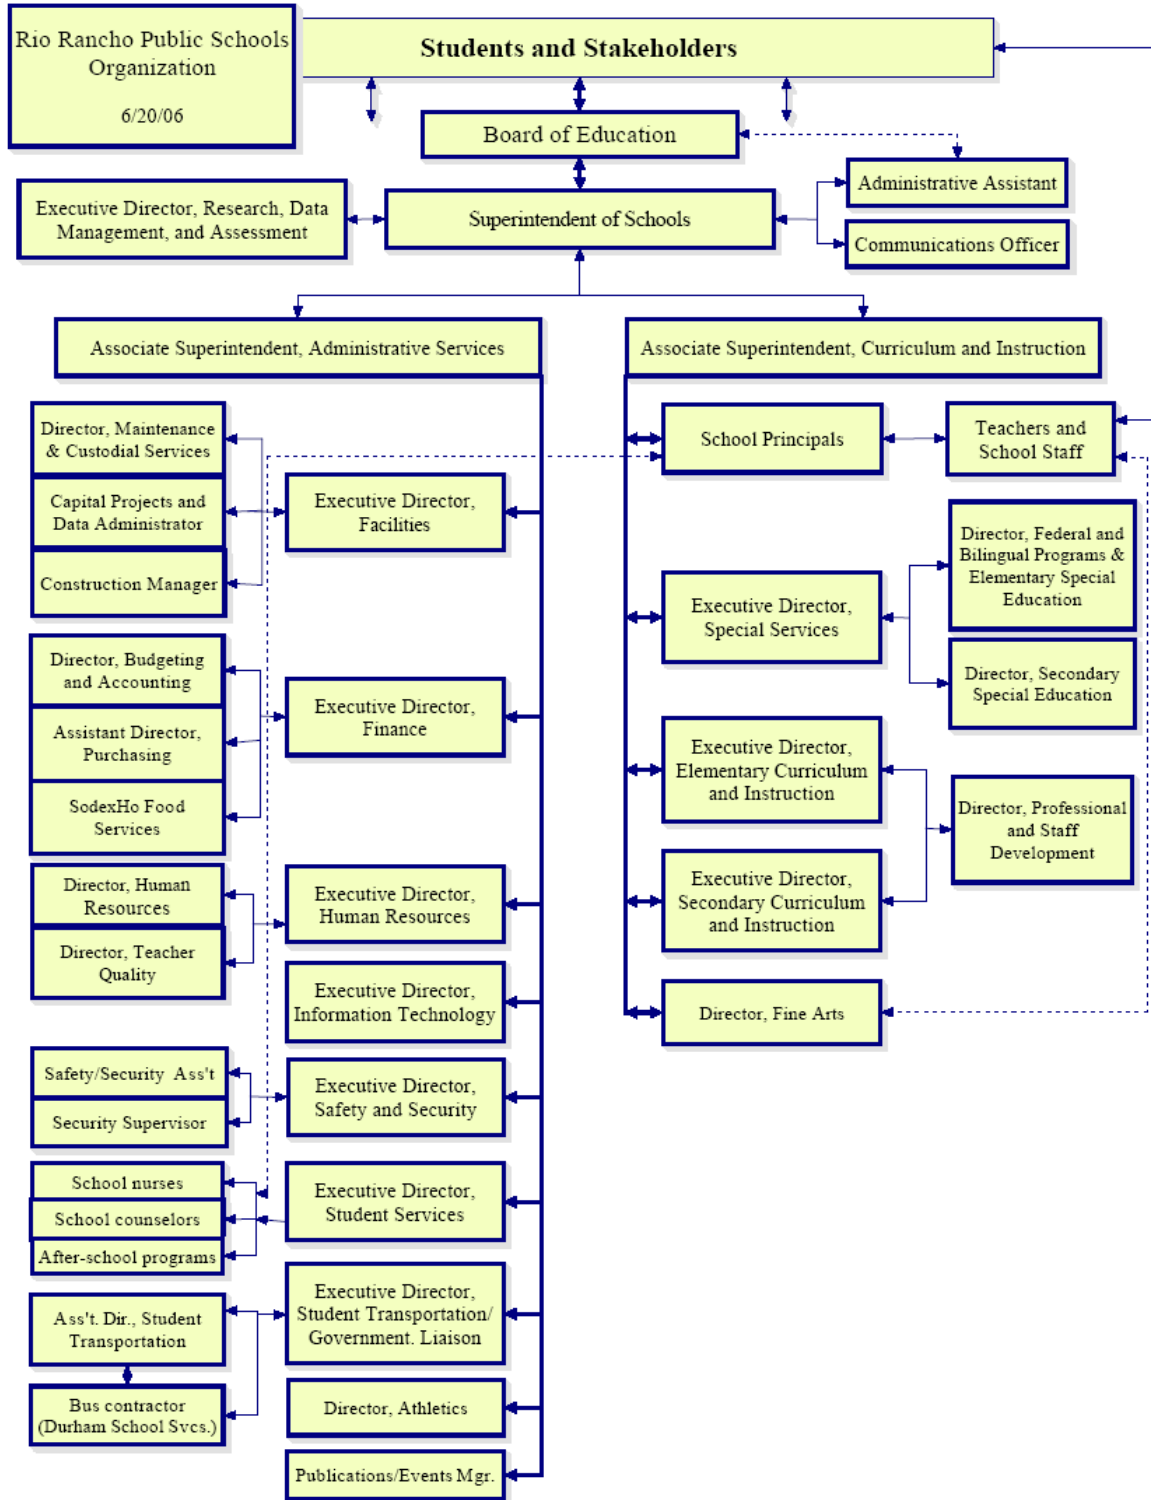 Rio Rancho Public Schools
Organization
6/20/06
Students and Stakeholders
Board of Education
Administrative Assistant
Executive Director, Research, Data
Management, and Assessment
Superintendent of Schools
Communications Officer
Associate Superintendent, Administrative Services
Associate Superintendent, Curriculum and Instruction
Director, Maintenance
& Custodial Services
Capital Projects and
Data Administrator
Construction Manager
Executive Director,
Facilities
Director, Budgeting
and Accounting
Assistant Director,
Purchasing
SodexHo Food
Services
Executive Director,
Finance
Director, Human
Resources
Director, Teacher
Quality
Executive Director,
Human Resources
Executive Director,
Information Technology
Safety/Security Ass't
Security Supervisor
Executive Director,
Safety and Security
School nurses
School counselors
After-school programs
Executive Director,
Student Services
Ass't. Dir., Student
Transportation
Bus contractor
(Durham School Svcs.)
Executive Director,
Student Transportation/
Government. Liaison
Director, Athletics
Publications/Events Mgr.
School Principals
Teachers and
School Staff
Executive Director,
Special Services
Director, Federal and
Bilingual Programs &
Elementary Special
Education
Director, Secondary
Special Education
Executive Director,
Elementary Curriculum
and Instruction
Executive Director,
Secondary Curriculum
and Instruction
Director, Professional
and Staff
Development
Director, Fine Arts